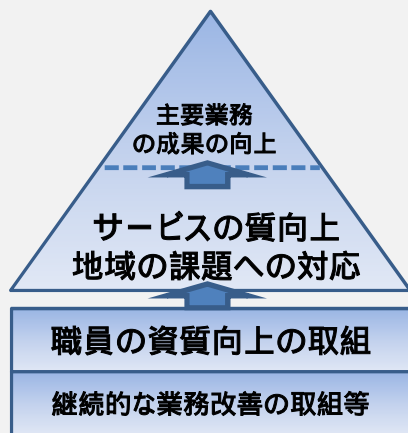 主要業務
の成果の向上
サービスの質向上
地域の課題への対応
職員の資質向上の取組
継続的な業務改善の取組等